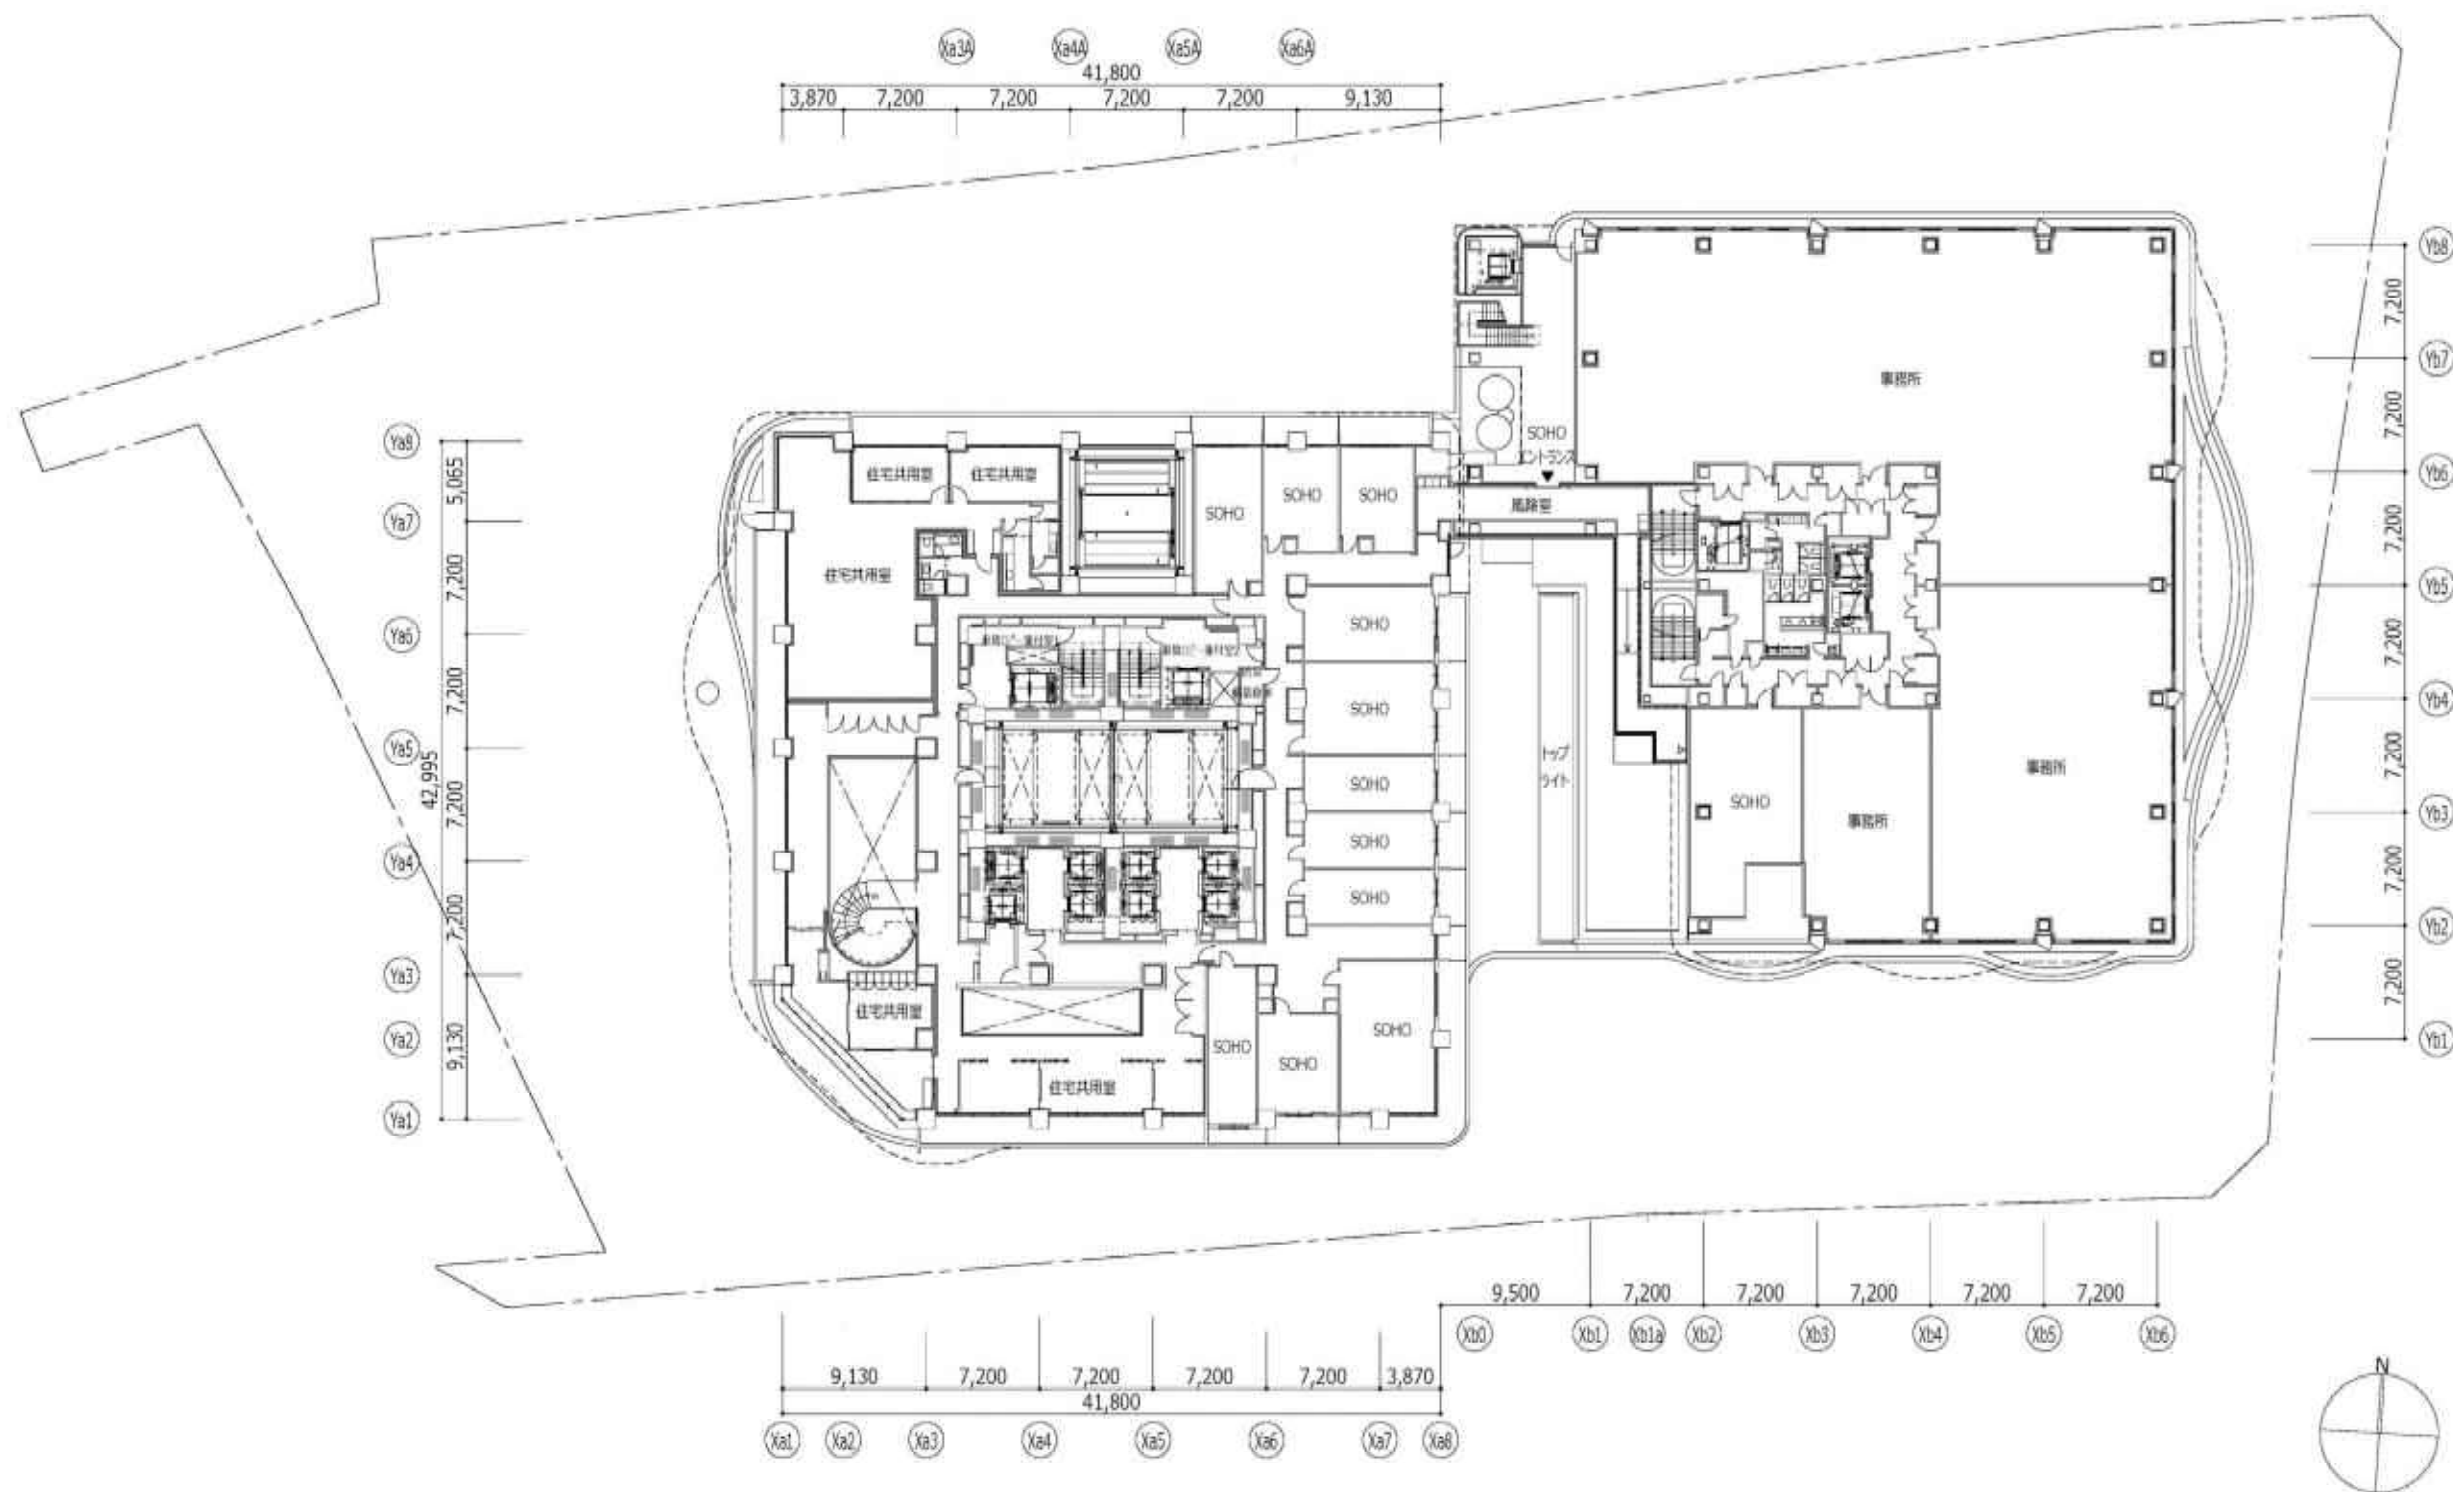 Xa3A Xa4A Xa5A Xa6A
41,800
3,870 7,200 7,200 7,200 7,200 9,130
Yb8
7,200
Yb7
7,200
Yb6
7,200
Yb5
7,200
Yb4
7,200
Yb3
7,200
Yb2
7,200
Yb1
Ya8
5,065
Ya7
7,200
Ya6
7,200
Ya5
42,995
7,200
Ya4
7,200
Ya3
Ya2
9,130
Ya1
住宅共用室
住宅共用室
住宅共用室
SOHO
SOHO
SOHO
SOHO
エントランス
風除室
事務所
SOHO
SOHO
SOHO
SOHO
SOHO
トップ
ライト
SOHO
事務所
事務所
住宅共用室
住宅共用室
SOHO
SOHO
SOHO
9,500 7,200 7,200 7,200 7,200 7,200
Xb0 Xb1 Xb1a Xb2 Xb3 Xb4 Xb5 Xb6
9,130 7,200 7,200 7,200 7,200 3,870
41,800
Xa1 Xa2 Xa3 Xa4 Xa5 Xa6 Xa7 Xa8
N